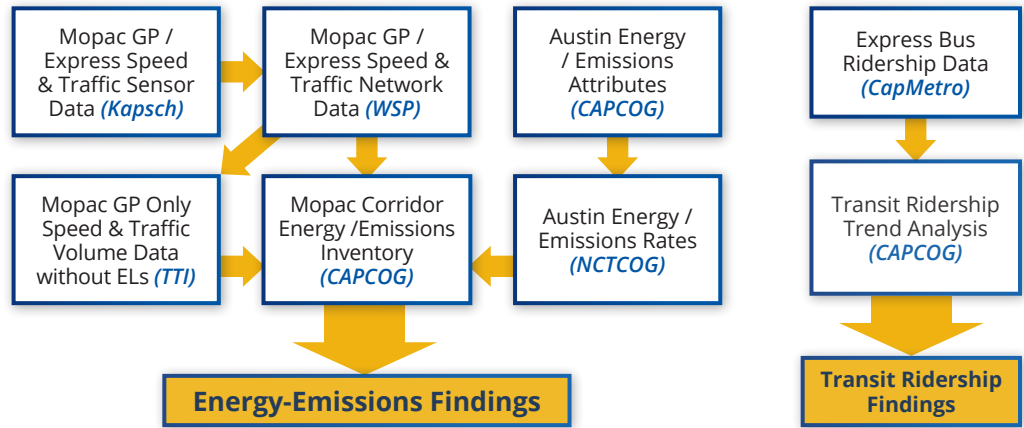 Mopac GP /
Express Speed
& Traffic Sensor
Data (Kapsch)
Mopac GP /
Express Speed &
Traffic Network
Data (WSP)
Austin Energy
/ Emissions
Attributes
(CAPCOG)
Express Bus
Ridership Data
(CapMetro)
Mopac GP Only
Speed & Traffic
Volume Data
without ELs (TTI)
Mopac Corridor
Energy /Emissions
Inventory
(CAPCOG)
Austin Energy /
Emissions Rates
(NCTCOG)
Transit Ridership
Trend Analysis
(CAPCOG)
Energy-Emissions Findings
Transit Ridership
Findings